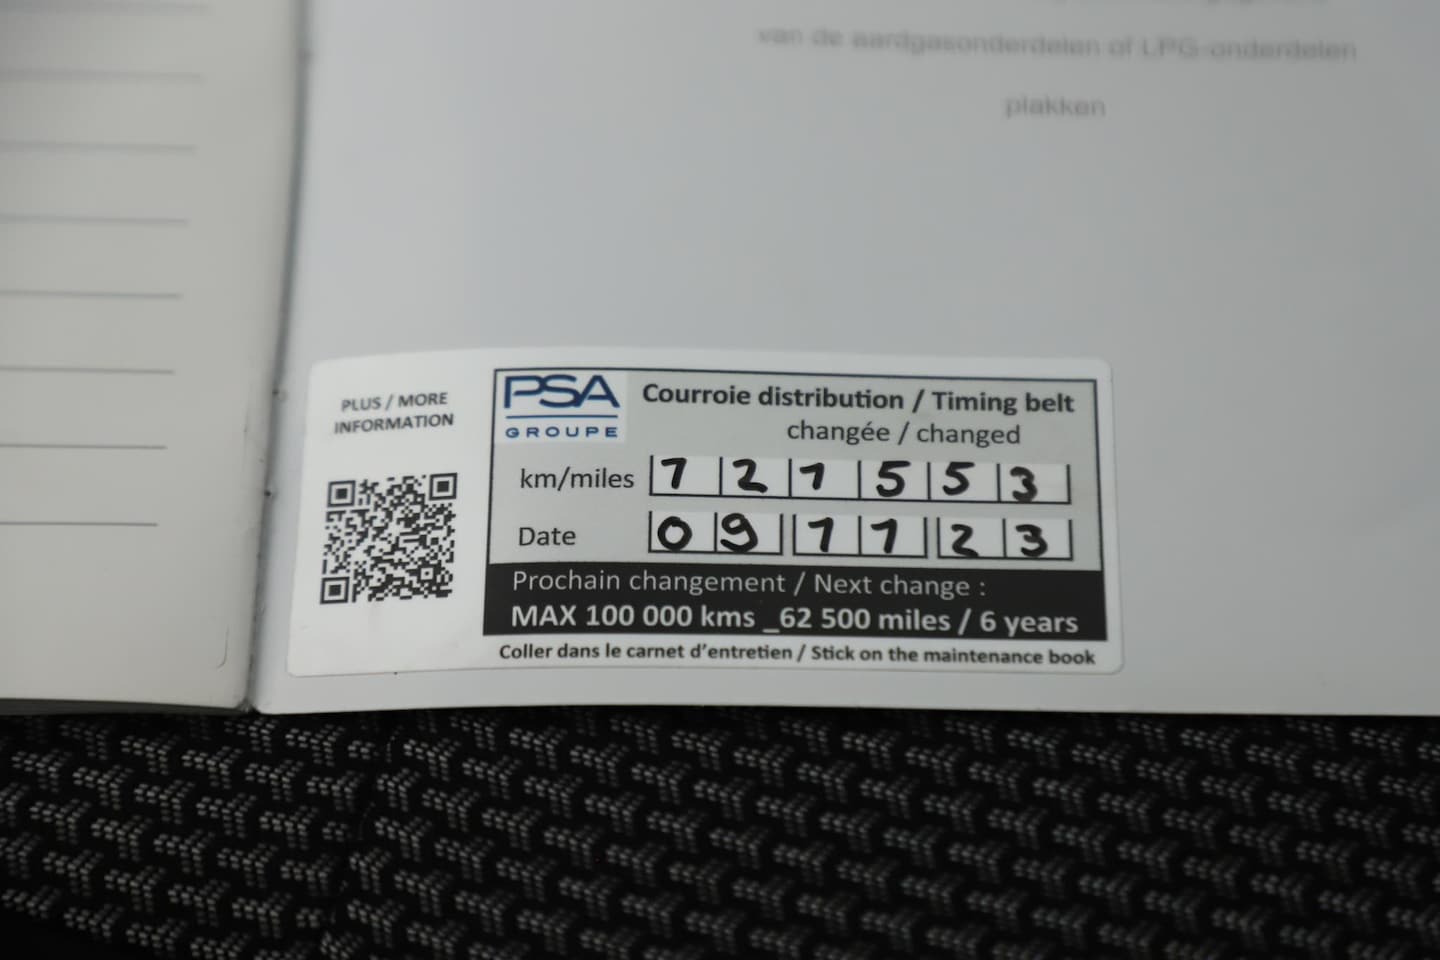 van de aardgasonderdelen of LPG-onderdelen
plakken
PLUS / MORE
INFORMATION
PSA
GROUPE
Courroie distribution / Timing belt
changée / changed
km/miles 121553
Date 09 11 23
Prochain changement / Next change :
MAX 100 000 kms _62 500 miles / 6 years
Coller dans le carnet d'entretien / Stick on the maintenance book